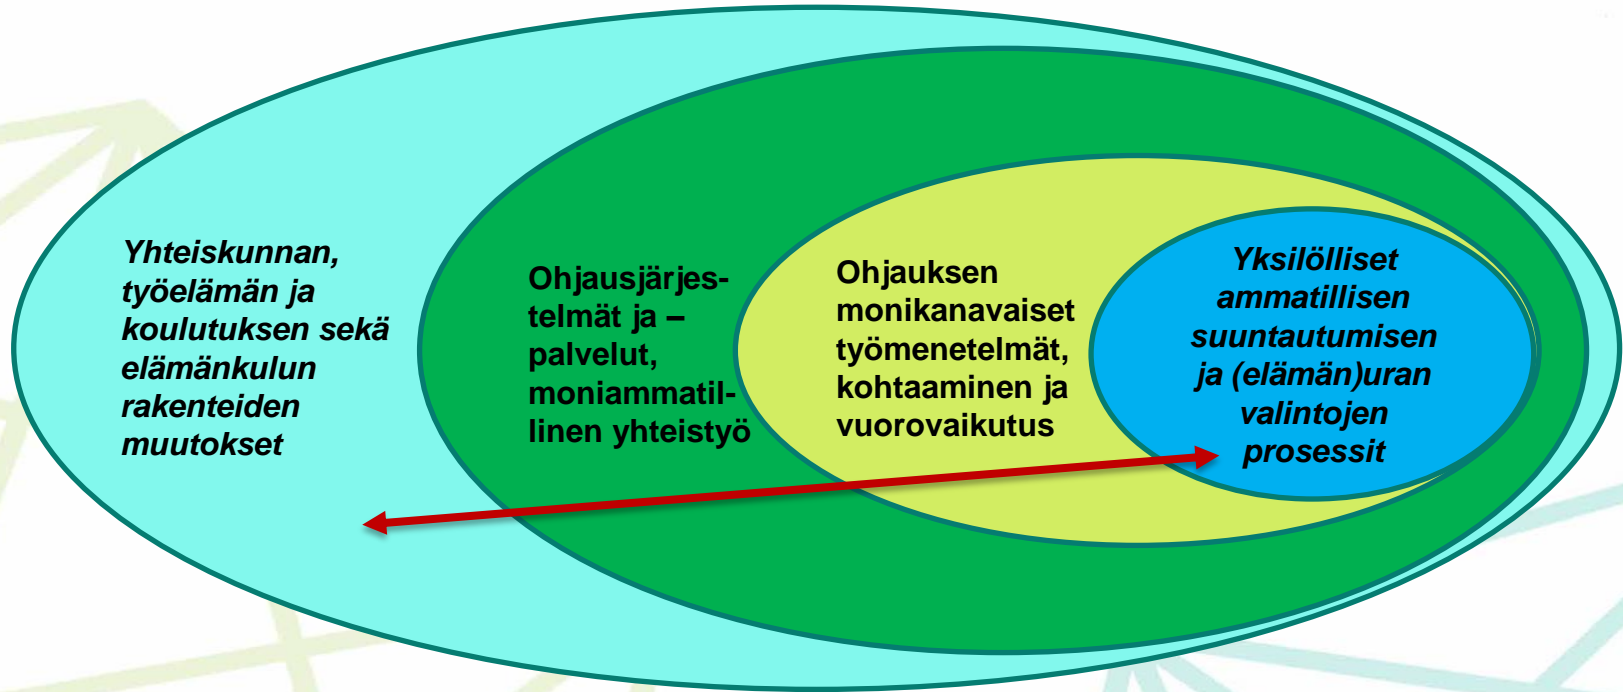 Yhteiskunnan,
työelämän ja
koulutuksen sekä
elämänkulun
rakenteiden
muutokset
Ohjausjärjes-
telmät ja –
palvelut,
moniammatil-
linen yhteistyö
Ohjauksen
monikanavaiset
työmenetelmät,
kohtaaminen ja
vuorovaikutus
Yksilölliset
ammatillisen
suuntautumisen
ja (elämän)uran
valintojen
prosessit